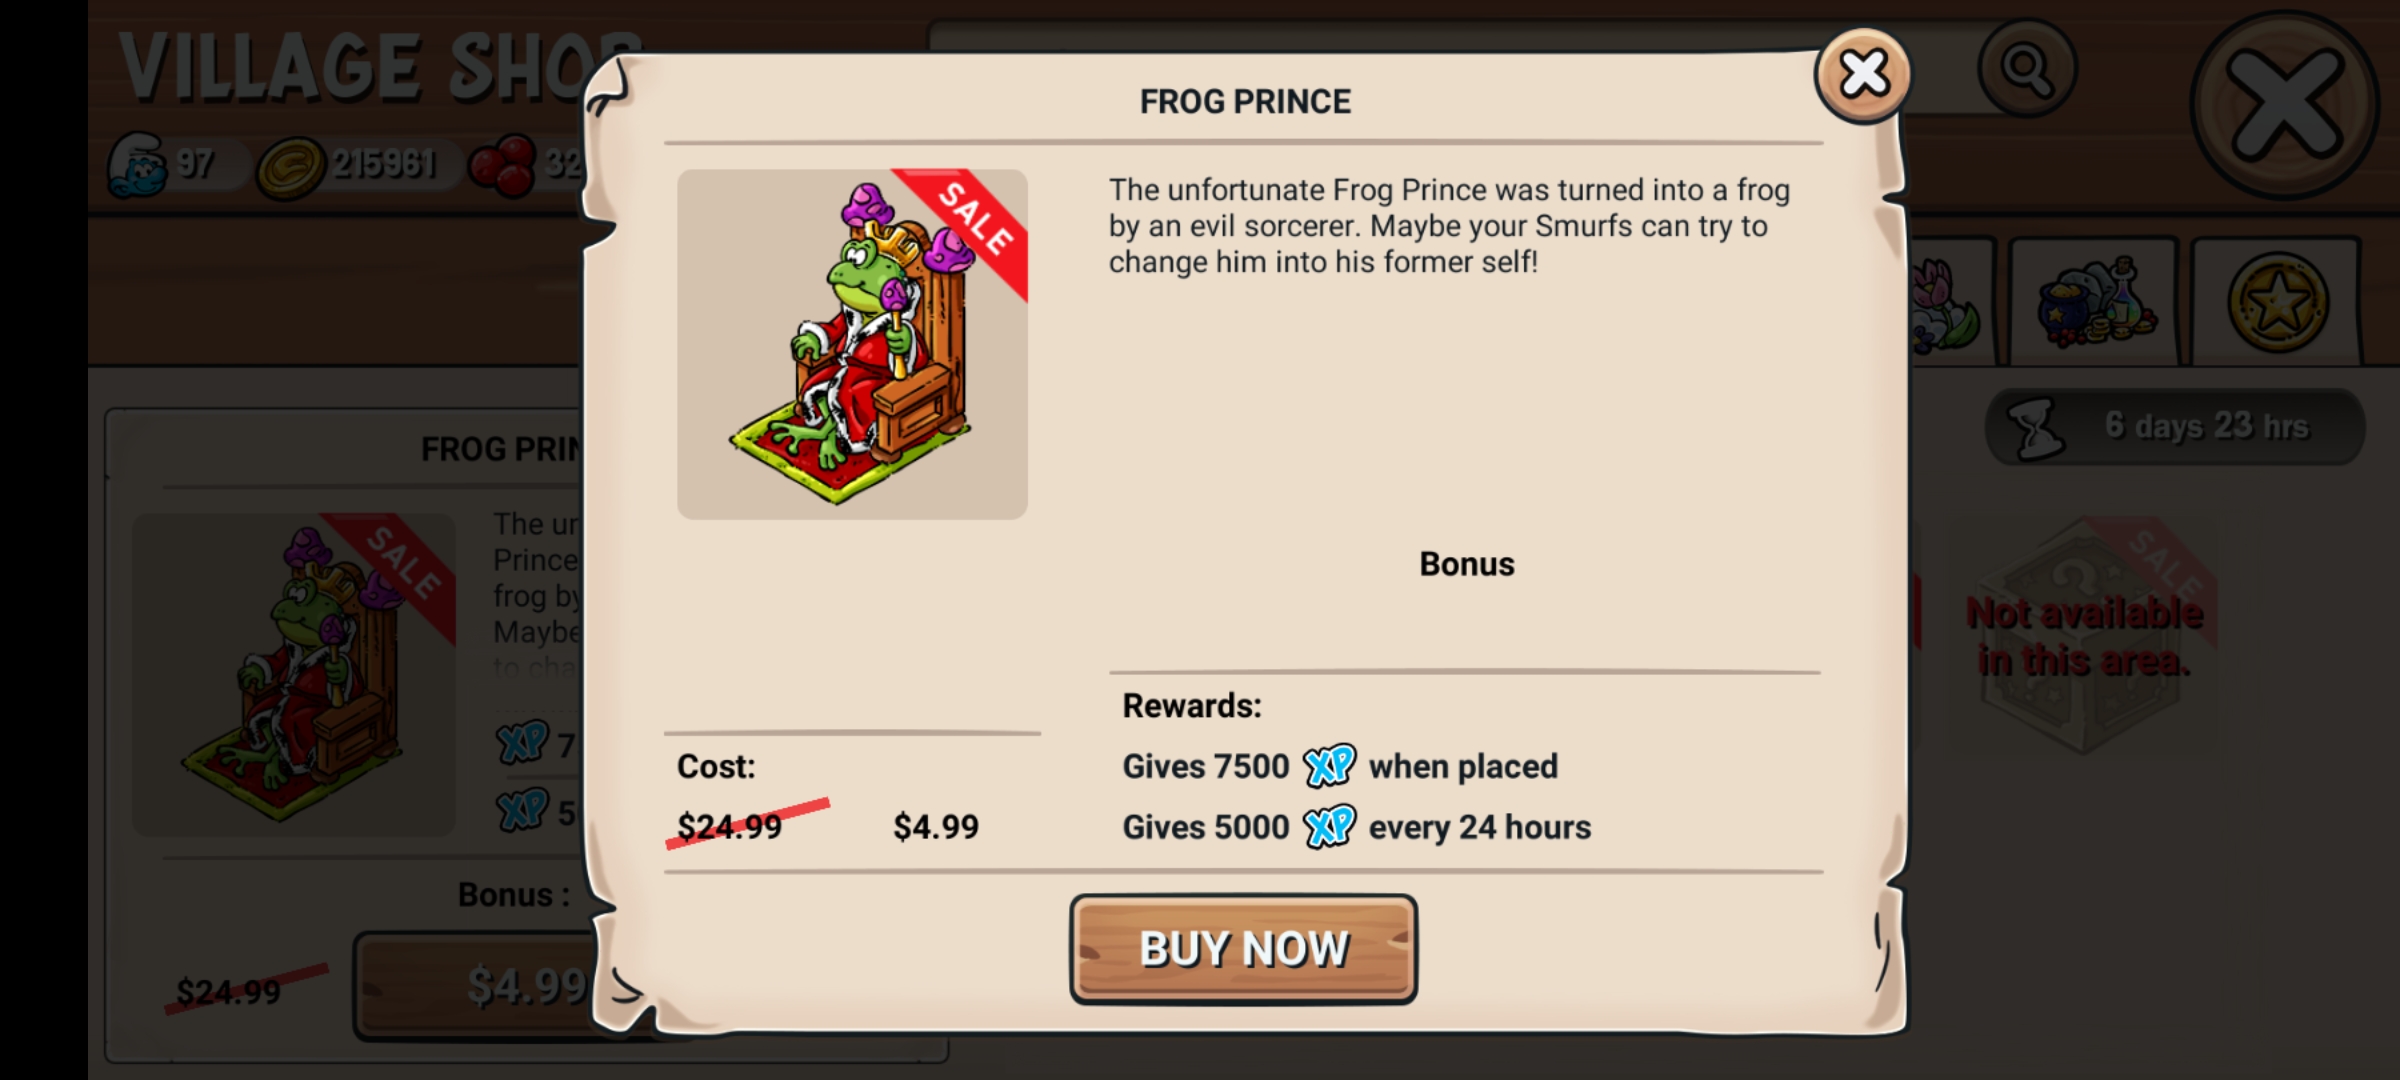 VILLAGE SHOP
97
215961
32
FROG PRINCE
SALE
The unfortunate Frog Prince was turned into a frog
by an evil sorcerer. Maybe your Smurfs can try to
change him into his former self!
Bonus
Rewards:
Gives 7500 XP when placed
Gives 5000 XP every 24 hours
Cost:
$24.99
$4.99
BUY NOW
FROG PRIN
SALE
The
Prince
frog by
Maybe
to cha
XP 7
XP 5
Bonus :
$24.99
$4.99
6 days 23 hrs
SALE
Not available
in this area.